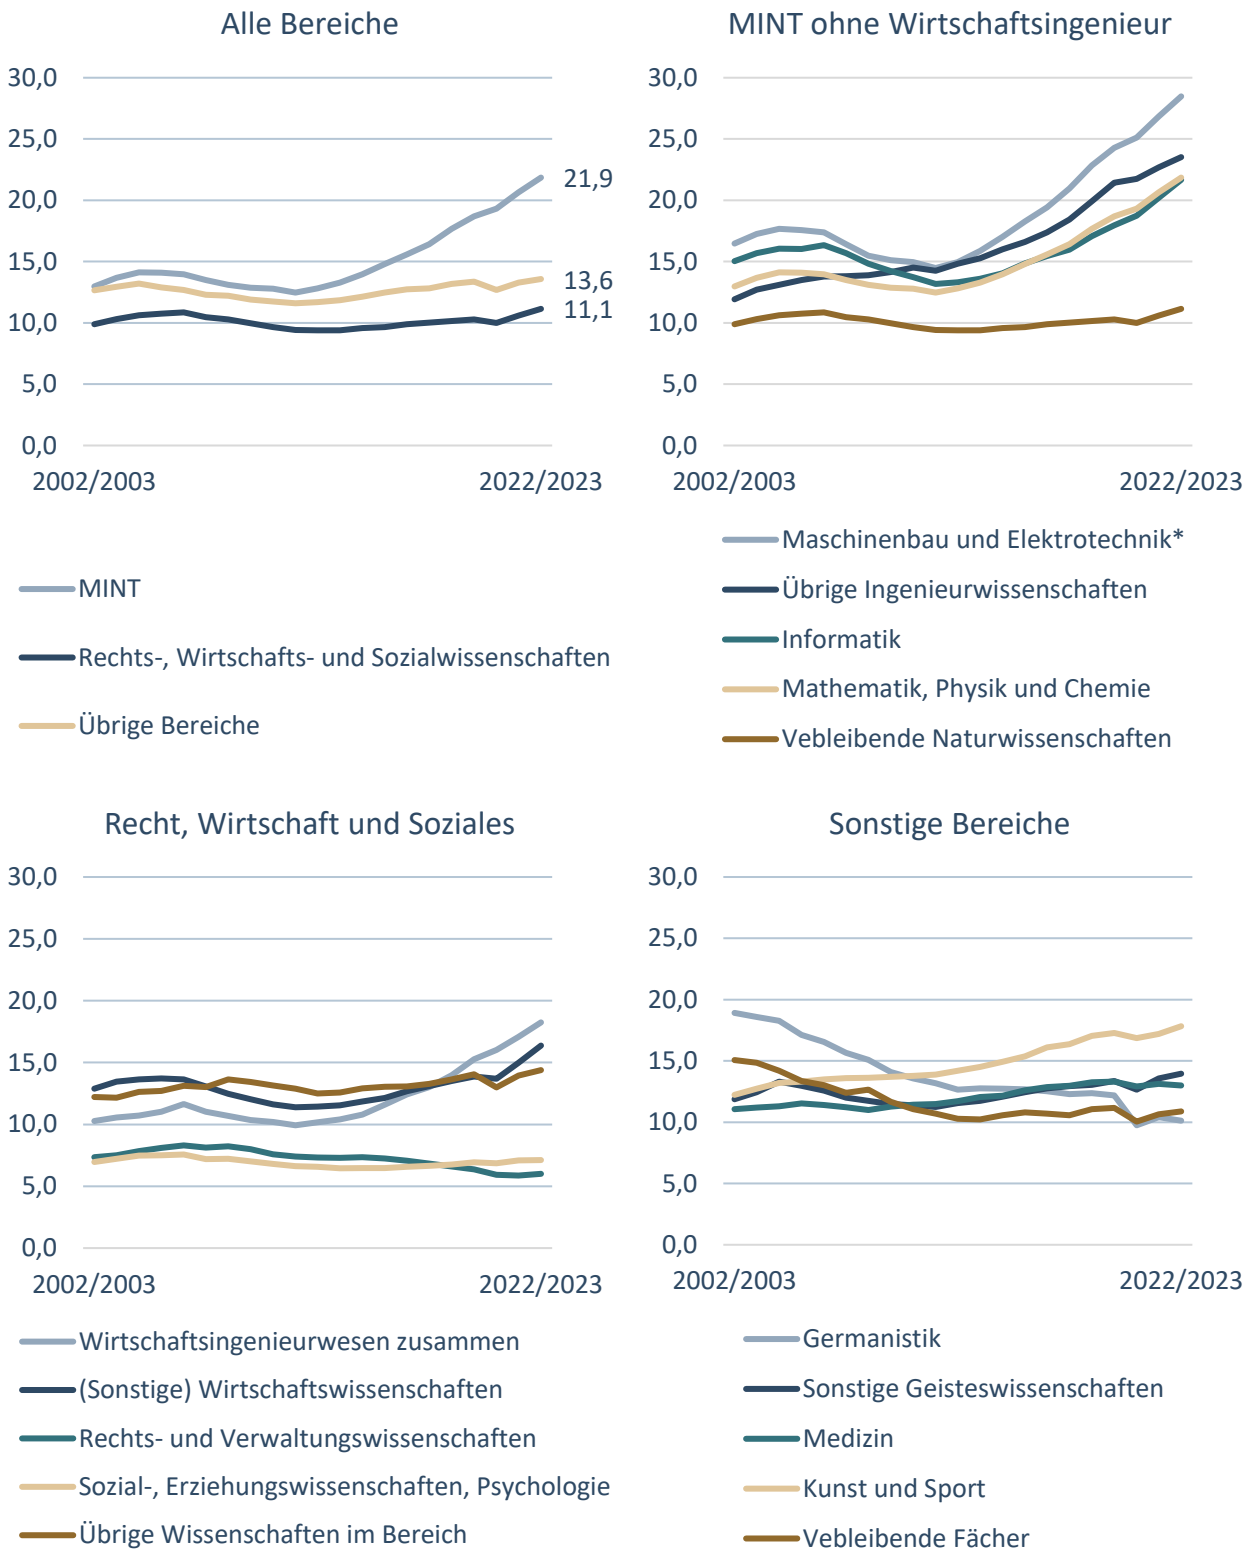 Alle Bereiche
30,0
25,0
20,0
15,0
10,0
5,0
0,0
21,9
13,6
11,1
2002/2003
2022/2023
MINT
Rechts-, Wirtschafts- und Sozialwissenschaften
Übrige Bereiche
MINT ohne Wirtschaftsingenieur
30,0
25,0
20,0
15,0
10,0
5,0
0,0
2002/2003
2022/2023
Maschinenbau und Elektrotechnik*
Übrige Ingenieurwissenschaften
Informatik
Mathematik, Physik und Chemie
Vebleibende Naturwissenschaften
Recht, Wirtschaft und Soziales
30,0
25,0
20,0
15,0
10,0
5,0
0,0
2002/2003
2022/2023
Wirtschaftsingenieurwesen zusammen
(Sonstige) Wirtschaftswissenschaften
Rechts- und Verwaltungswissenschaften
Sozial-, Erziehungswissenschaften, Psychologie
Übrige Wissenschaften im Bereich
Sonstige Bereiche
30,0
25,0
20,0
15,0
10,0
5,0
0,0
2002/2003
2022/2023
Germanistik
Sonstige Geisteswissenschaften
Medizin
Kunst und Sport
Vebleibende Fächer